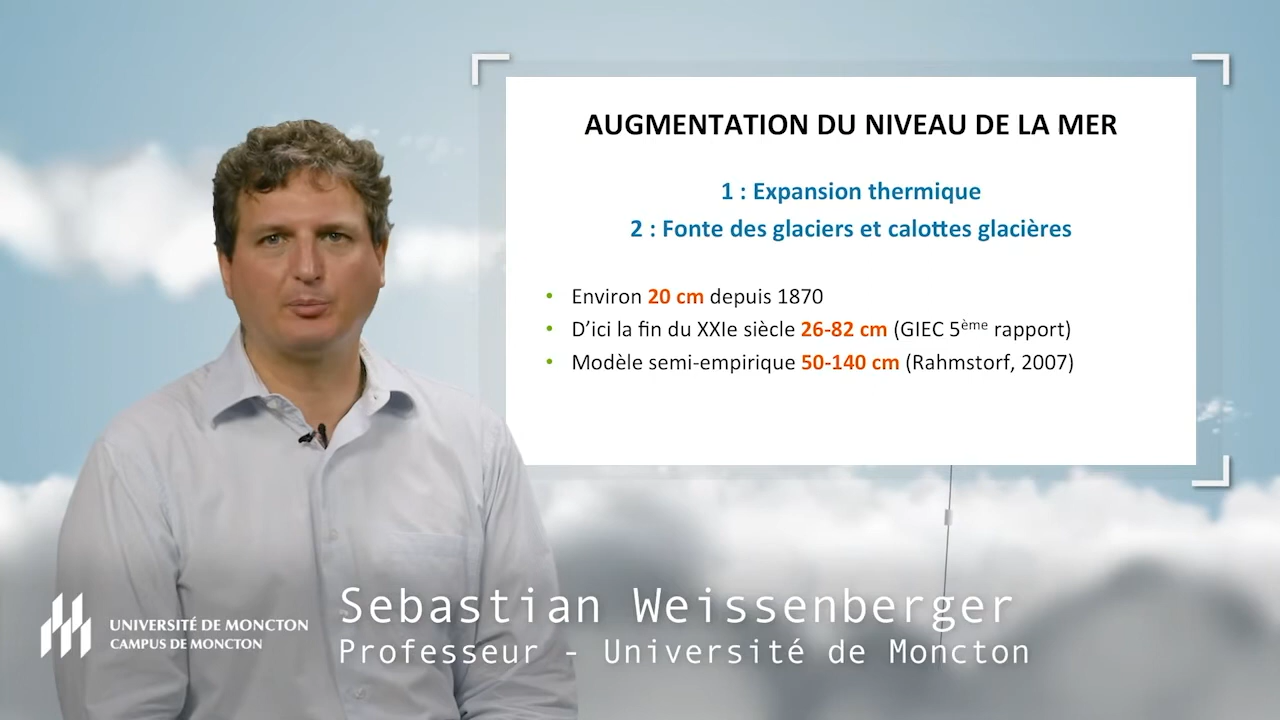 AUGMENTATION DU NIVEAU DE LA MER
1 : Expansion thermique
2 : Fonte des glaciers et calottes glacières
• Environ 20 cm depuis 1870
• D'ici la fin du XXIe siècle 26-82 cm (GIEC 5ème rapport)
• Modèle semi-empirique 50-140 cm (Rahmstorf, 2007)
UNIVERSITÉ DE MONCTON
CAMPUS DE MONCTON
Sebastian Weissenberger
Professeur - Université de Moncton